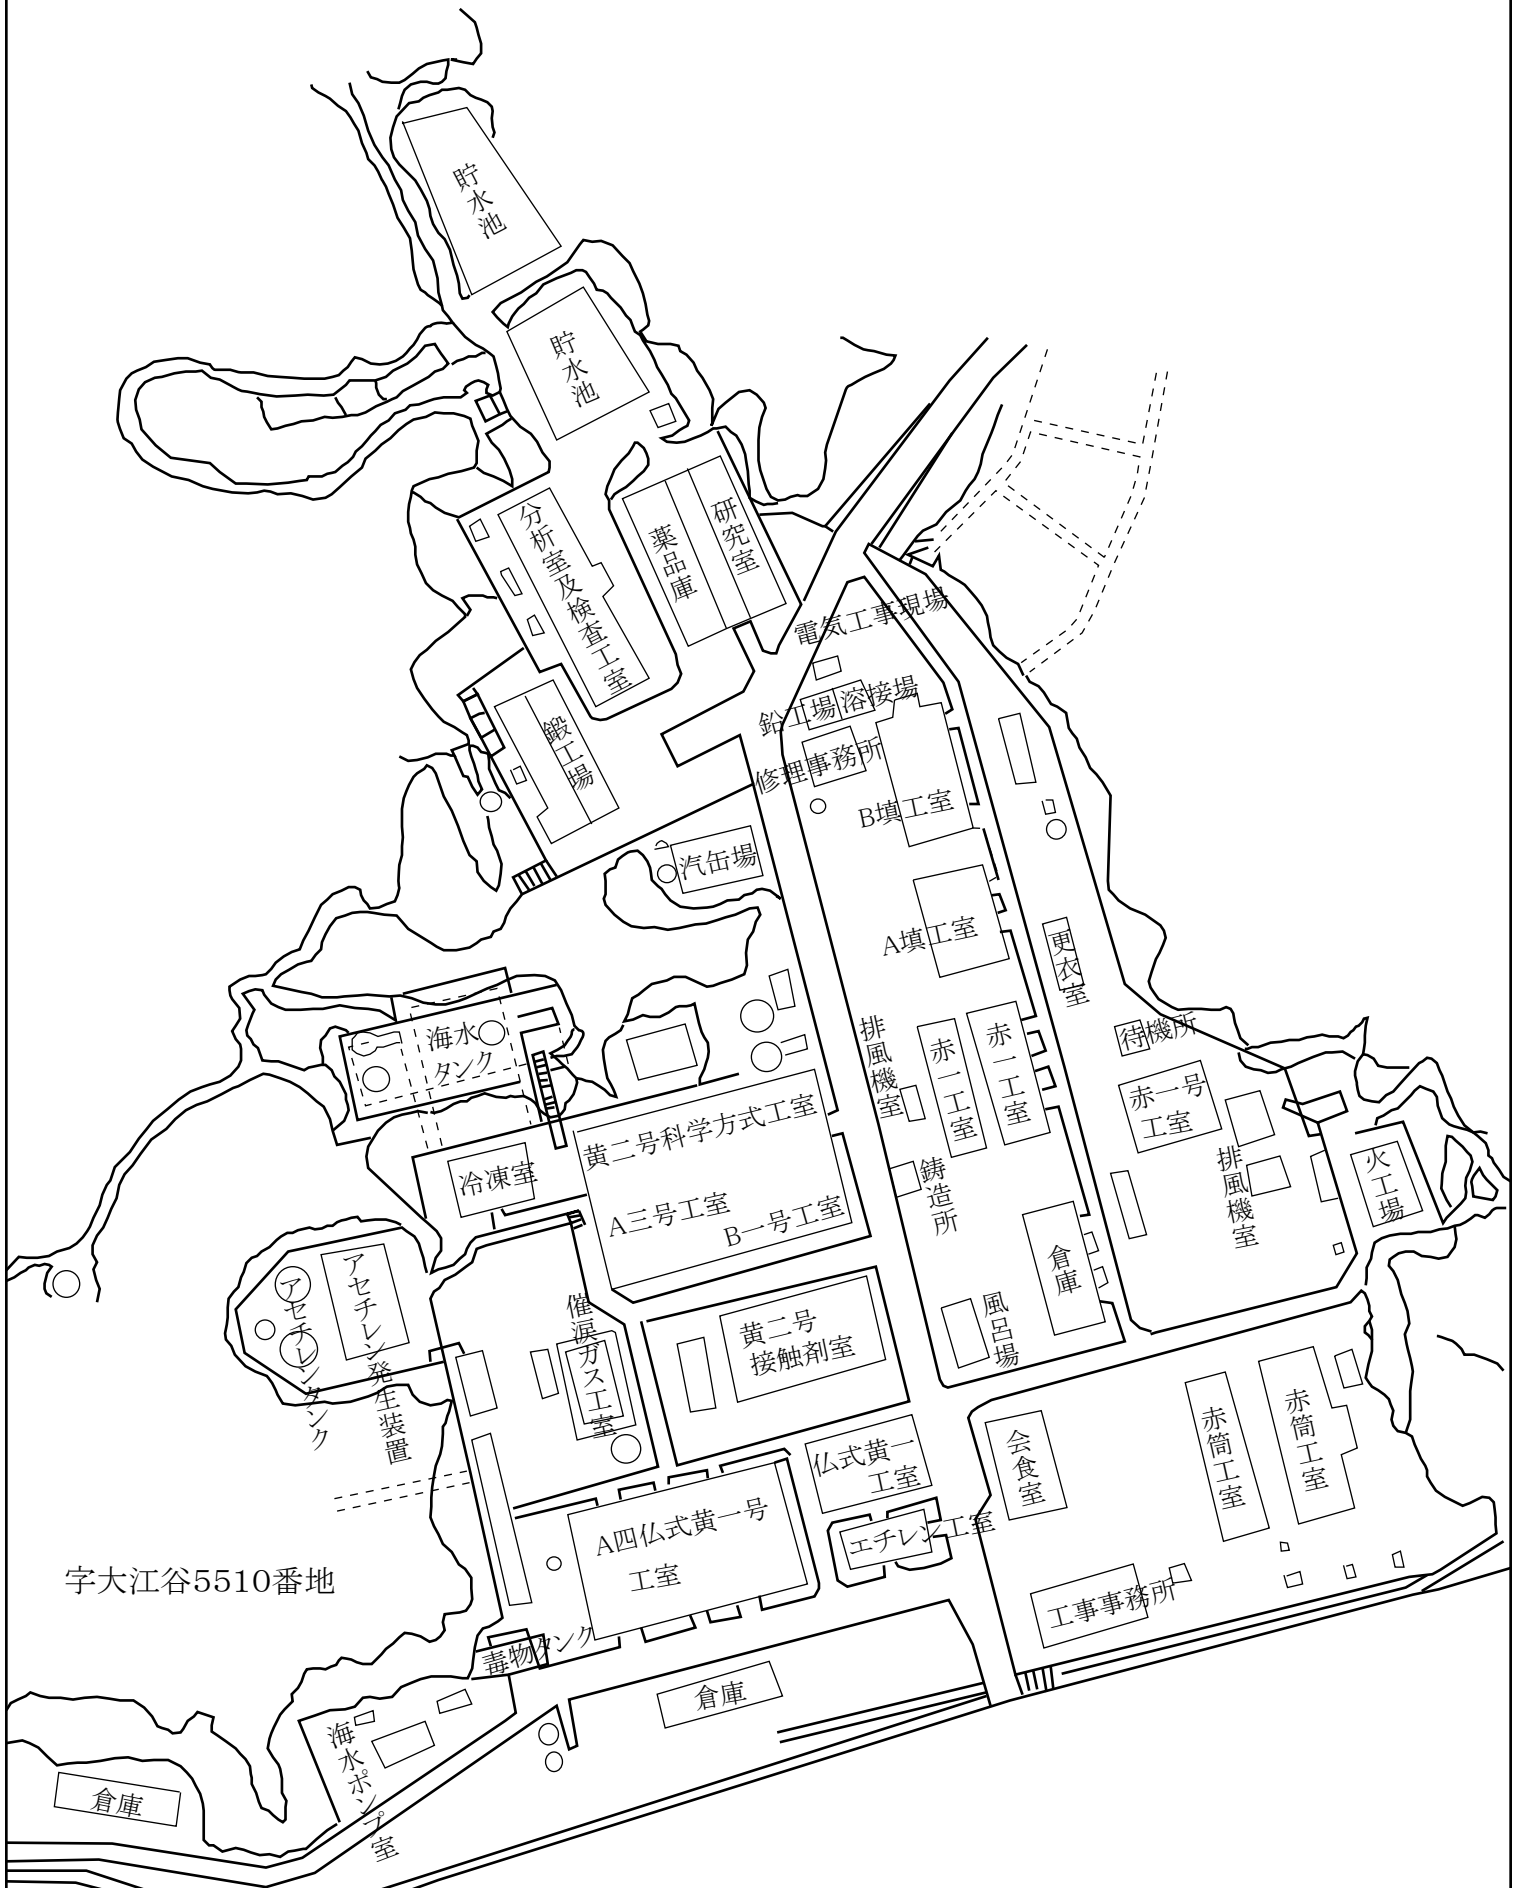 貯水池
貯水池
分析室及検査工室
薬品庫
研究室
電気工事現場
鉛工場
溶接場
修理事務所
鍛工場
B填工室
汽缶場
A填工室
更衣室
海水
タンク
排風機室
赤一工室
赤一工室
待機所
赤一号
工室
黄二号科学方式工室
冷凍室
A三号工室
B一号工室
鋳造所
排風機室
火工場
アセチレンタンク
アセチレン発生装置
催涙ガス工室
黄二号
接触剤室
倉庫
風呂場
仏式黄一
工室
会食室
赤筒工室
赤筒工室
A四仏式黄一号
工室
エチレン工室
字大江谷5510番地
工事事務所
毒物タンク
倉庫
海水ポンプ室
倉庫